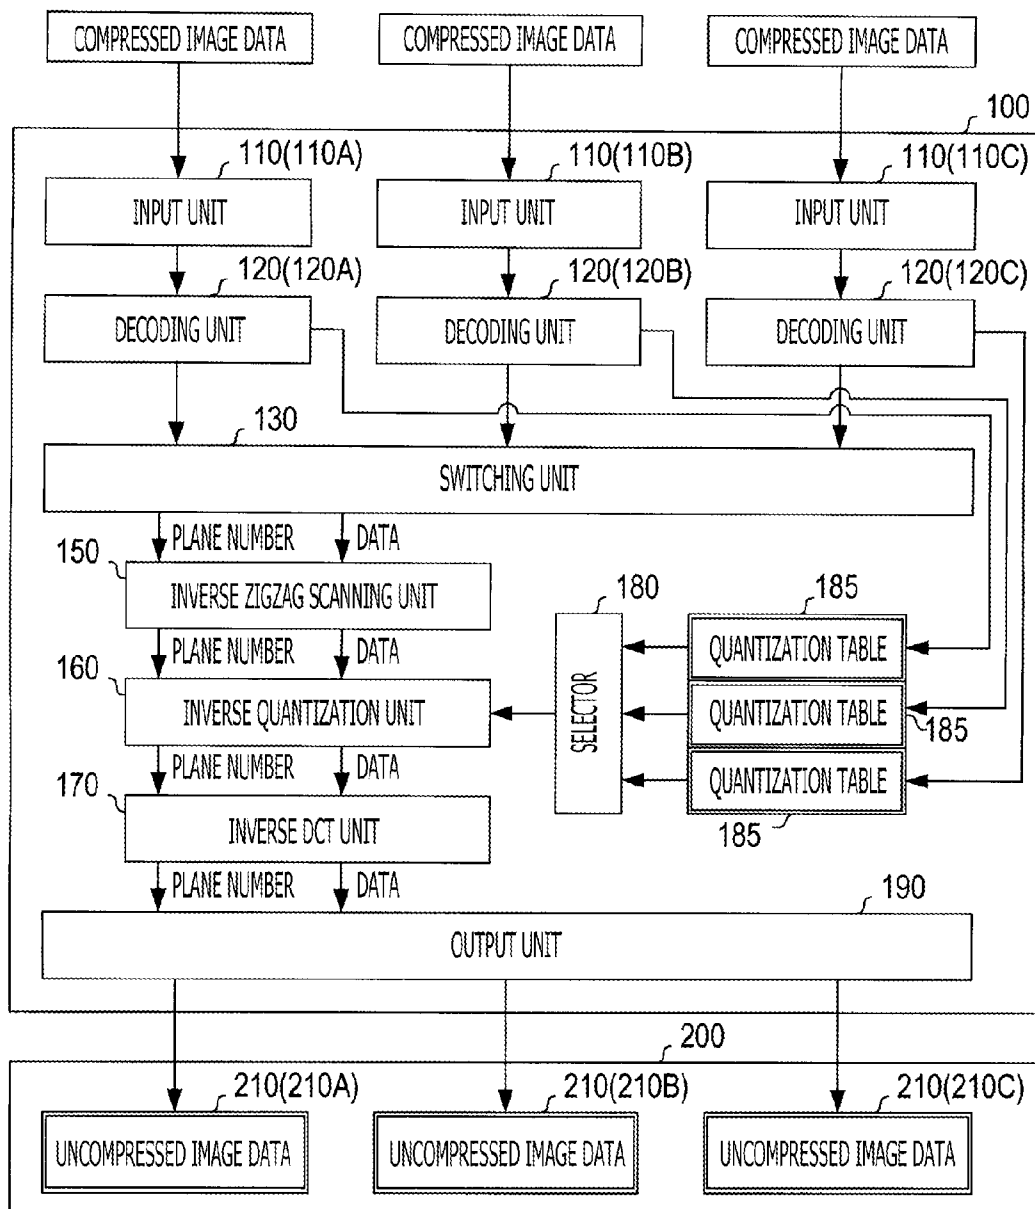 COMPRESSED IMAGE DATA
COMPRESSED IMAGE DATA
COMPRESSED IMAGE DATA
100
110(110A)
110(110B)
110(110C)
INPUT UNIT
INPUT UNIT
INPUT UNIT
120(120A)
120(120B)
120(120C)
DECODING UNIT
DECODING UNIT
DECODING UNIT
130
SWITCHING UNIT
PLANE NUMBER
DATA
150
INVERSE ZIGZAG SCANNING UNIT
180
185
PLANE NUMBER
DATA
QUANTIZATION TABLE
160
INVERSE QUANTIZATION UNIT
SELECTOR
QUANTIZATION TABLE
185
PLANE NUMBER
DATA
QUANTIZATION TABLE
170
INVERSE DCT UNIT
185
PLANE NUMBER
DATA
190
OUTPUT UNIT
200
210(210A)
210(210B)
210(210C)
UNCOMPRESSED IMAGE DATA
UNCOMPRESSED IMAGE DATA
UNCOMPRESSED IMAGE DATA